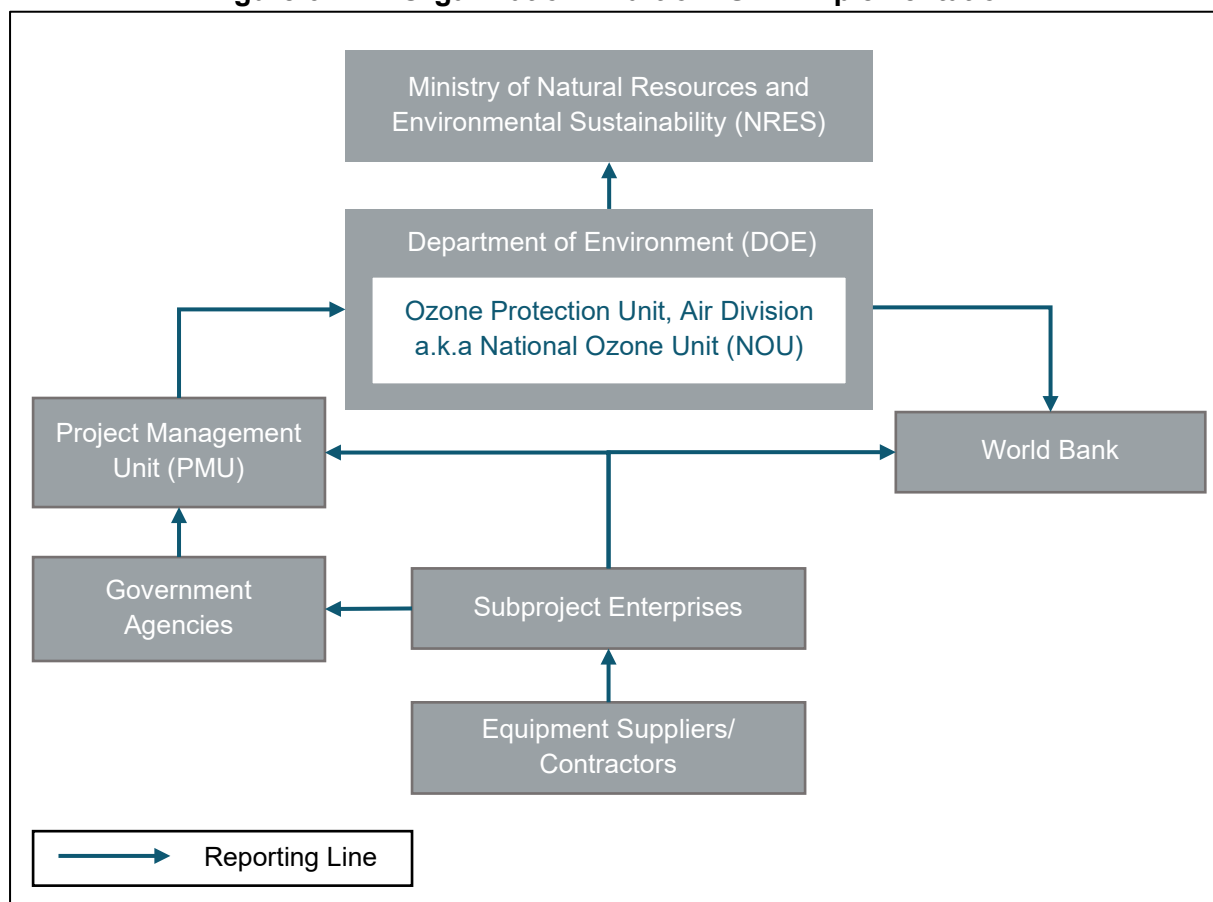 Ministry of Natural Resources and
Environmental Sustainability (NRES)
Department of Environment (DOE)
Ozone Protection Unit, Air Division
a.k.a National Ozone Unit (NOU)
Project Management
Unit (PMU)
World Bank
Government
Agencies
Subproject Enterprises
Equipment Suppliers/
Contractors
Reporting Line